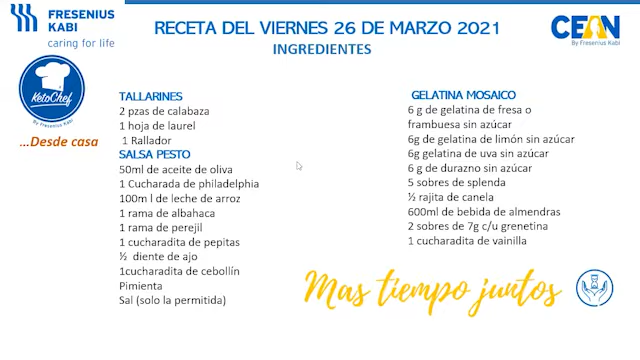 FRESENIUS
KABI
caring for life
RECETA DEL VIERNES 26 DE MARZO 2021
INGREDIENTES
CEAN
By Fresenius Kabi
KetoChef
By Fresenius Kabi
...Desde casa
TALLARINES
2 pzas de calabaza
1 hoja de laurel
1 Rallador
SALSA PESTO
50ml de aceite de oliva
1 Cucharada de philadelphia
100m l de leche de arroz
1 rama de albahaca
1 rama de perejil
1 cucharadita de pepitas
½ diente de ajo
1cucharadita de cebollín
Pimienta
Sal (solo la permitida)
GELATINA MOSAICO
6 g de gelatina de fresa o
frambuesa sin azúcar
6g de gelatina de limón sin azúcar
6g gelatina de uva sin azúcar
6 g de durazno sin azúcar
5 sobres de splenda
½ rajita de canela
600ml de bebida de almendras
2 sobres de 7g c/u grenetina
1 cucharadita de vainilla
Mas tiempo juntos